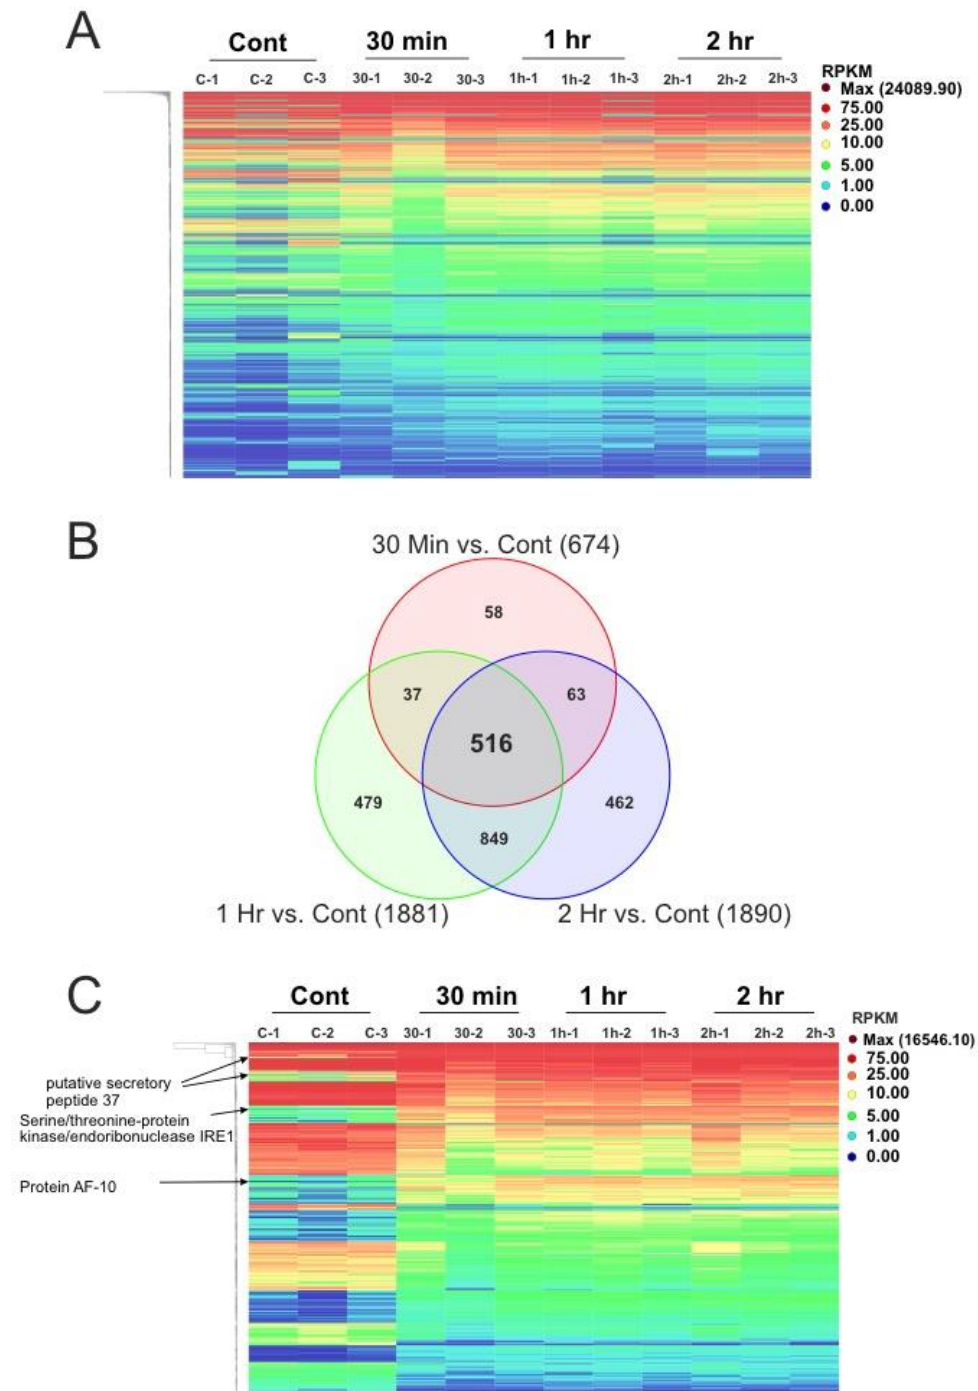 A
Cont 30 min 1 hr 2 hr
C-1 C-2 C-3 30-1 30-2 30-3 1h-1 1h-2 1h-3 2h-1 2h-2 2h-3
RPKM
Max (24089.90)
75.00
25.00
10.00
5.00
1.00
0.00
B
30 Min vs. Cont (674)
58
37 63
516
479 462
849
1 Hr vs. Cont (1881) 2 Hr vs. Cont (1890)
C
Cont 30 min 1 hr 2 hr
C-1 C-2 C-3 30-1 30-2 30-3 1h-1 1h-2 1h-3 2h-1 2h-2 2h-3
RPKM
Max (16546.10)
75.00
25.00
10.00
5.00
1.00
0.00
putative secretory
peptide 37
Serine/threonine-protein
kinase/endoribonuclease IRE1
Protein AF-10